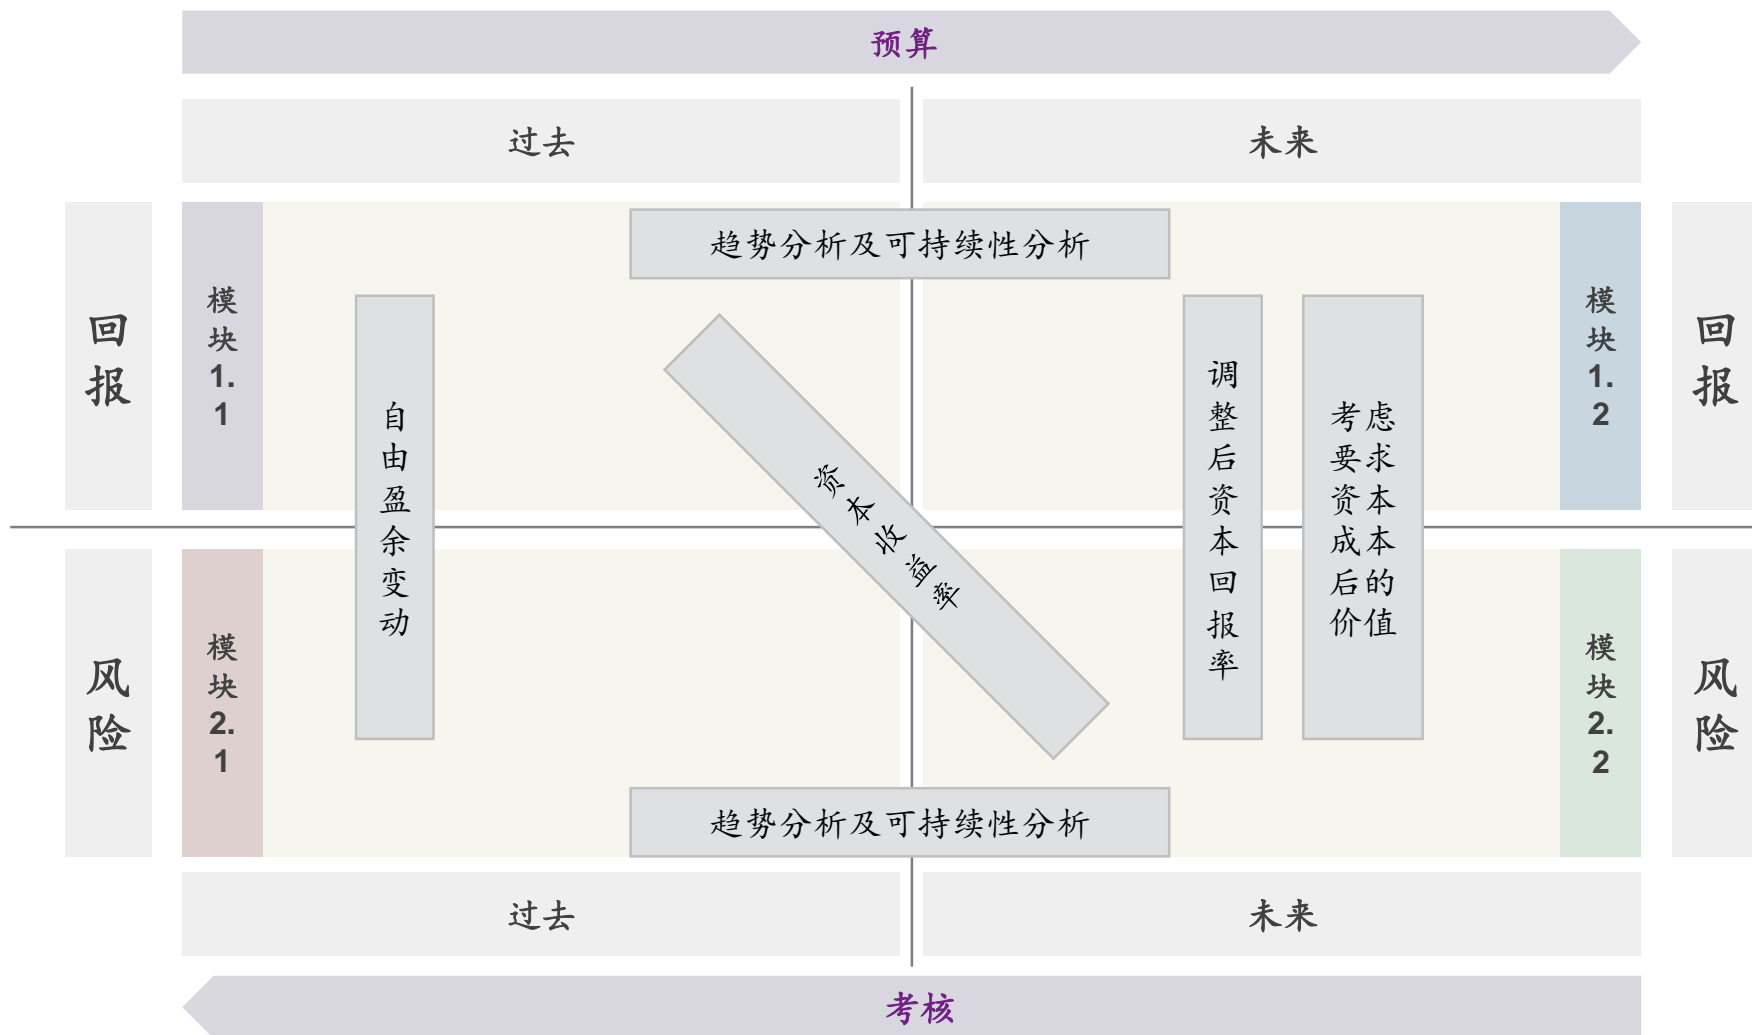 预算
过去
未来
趋势分析及可持续性分析
回
报
模
块
1.
1
自
由
盈
余
变
动
资
本
收
益
率
调
整
后
资
本
回
报
率
考虑
要求
资本
成本
后的
价值
模
块
1.
2
回
报
风
险
模
块
2.
1
模
块
2.
2
风
险
趋势分析及可持续性分析
过去
未来
考核